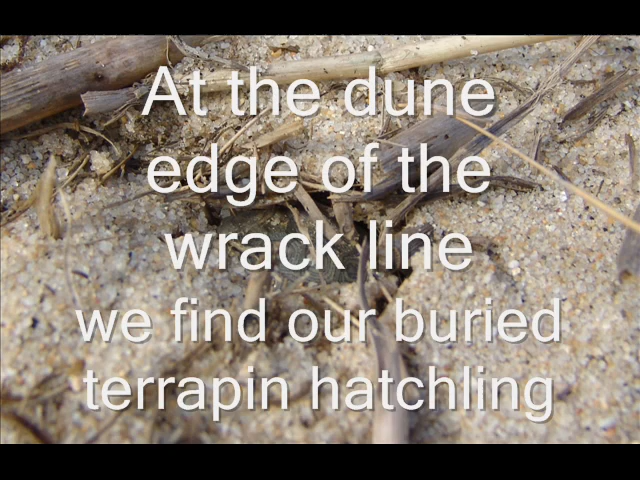 At the dune
edge of the
wrack line
we find our buried
terrapin hatchling